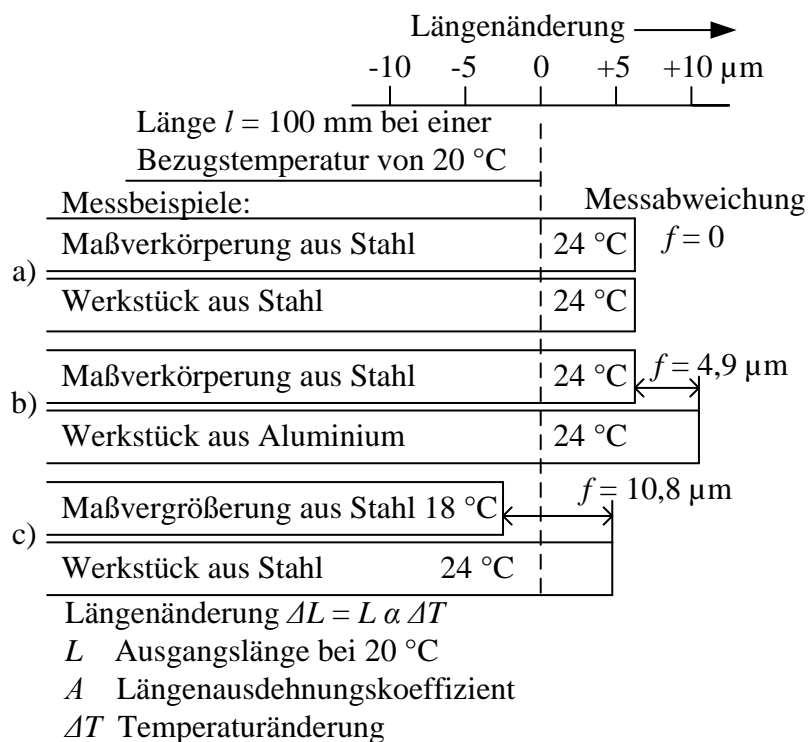 Längenänderung
-10 -5 0 +5 +10 µm
Länge l = 100 mm bei einer
Bezugstemperatur von 20 °C
Messbeispiele:
Messabweichung
f = 0
a)
Maßverkörperung aus Stahl 24 °C
Werkstück aus Stahl 24 °C
b)
Maßverkörperung aus Stahl 24 °C
f = 4,9 µm
Werkstück aus Aluminium 24 °C
c)
Maßvergrößerung aus Stahl 18 °C
f = 10,8 µm
Werkstück aus Stahl 24 °C
Längenänderung ΔL = L α ΔT
L Ausgangslänge bei 20 °C
A Längenausdehnungskoeffizient
ΔT Temperaturänderung